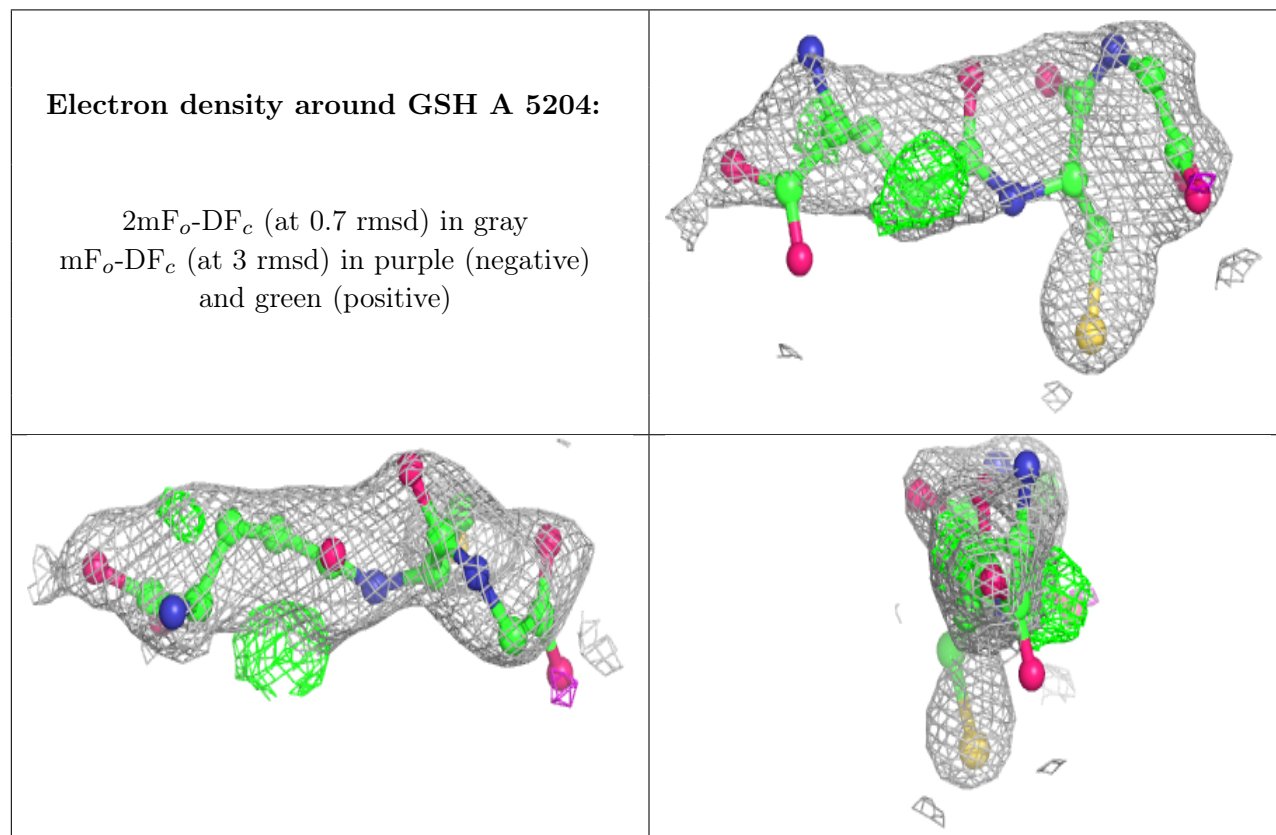 Electron density around GSH A 5204:
2mFo-DFc (at 0.7 rmsd) in gray
mFo-DFc (at 3 rmsd) in purple (negative)
and green (positive)